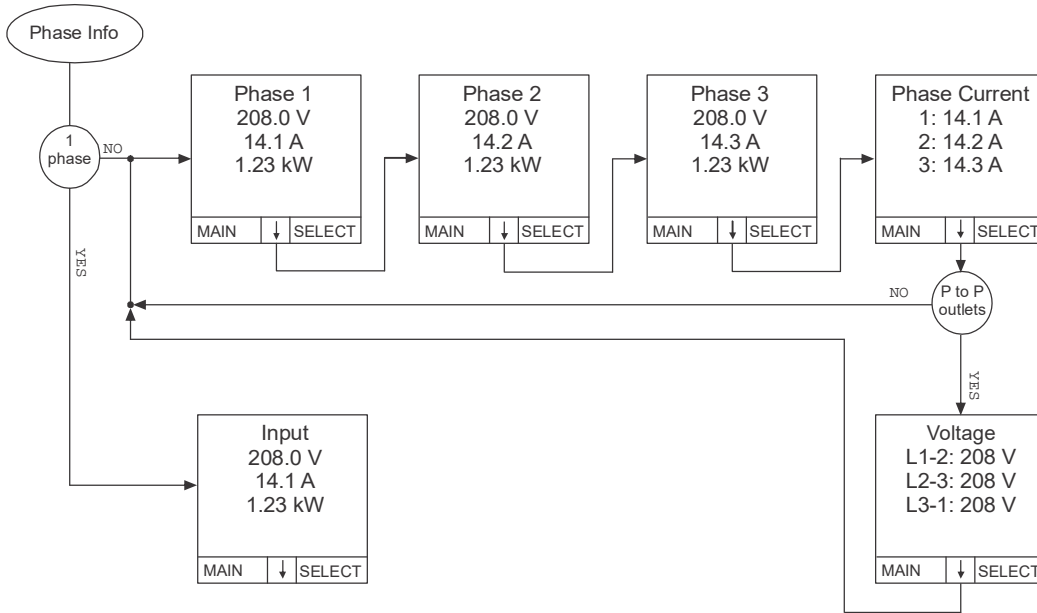 Phase Info
1
phase
NO
YES
Phase 1
208.0 V
14.1 A
1.23 kW
MAIN ↓ SELECT
Phase 2
208.0 V
14.2 A
1.23 kW
MAIN ↓ SELECT
Phase 3
208.0 V
14.3 A
1.23 kW
MAIN ↓ SELECT
Phase Current
1: 14.1 A
2: 14.2 A
3: 14.3 A
MAIN ↓ SELECT
P to P
outlets
NO
YES
Input
208.0 V
14.1 A
1.23 kW
MAIN ↓ SELECT
Voltage
L1-2: 208 V
L2-3: 208 V
L3-1: 208 V
MAIN ↓ SELECT